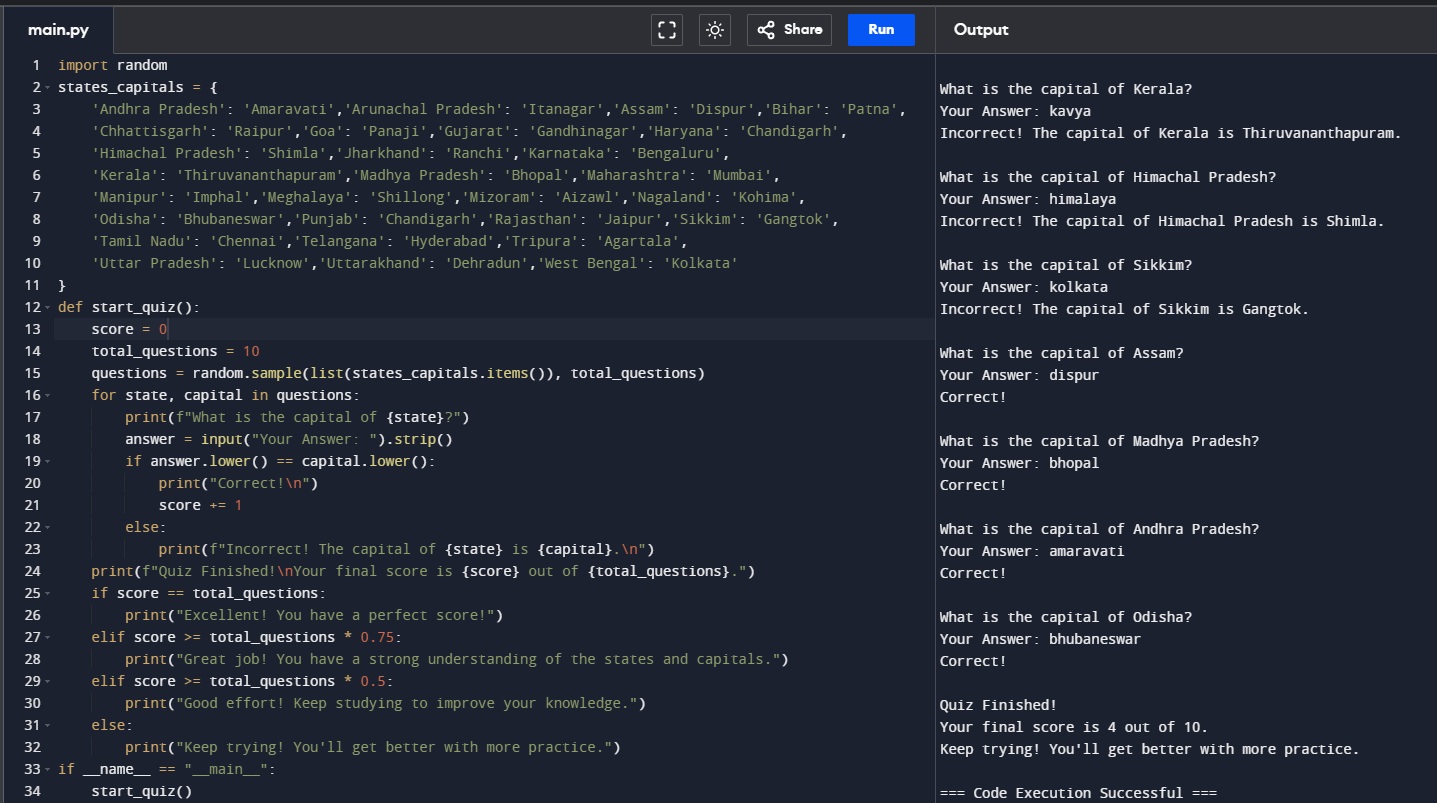 main.py
Share
Run
Output
1 import random
2 states_capitals = {
3     'Andhra Pradesh': 'Amaravati','Arunachal Pradesh': 'Itanagar','Assam': 'Dispur','Bihar': 'Patna',
4     'Chhattisgarh': 'Raipur','Goa': 'Panaji','Gujarat': 'Gandhinagar','Haryana': 'Chandigarh',
5     'Himachal Pradesh': 'Shimla','Jharkhand': 'Ranchi','Karnataka': 'Bengaluru',
6     'Kerala': 'Thiruvananthapuram','Madhya Pradesh': 'Bhopal','Maharashtra': 'Mumbai',
7     'Manipur': 'Imphal','Meghalaya': 'Shillong','Mizoram': 'Aizawl','Nagaland': 'Kohima',
8     'Odisha': 'Bhubaneswar','Punjab': 'Chandigarh','Rajasthan': 'Jaipur','Sikkim': 'Gangtok',
9     'Tamil Nadu': 'Chennai','Telangana': 'Hyderabad','Tripura': 'Agartala',
10     'Uttar Pradesh': 'Lucknow','Uttarakhand': 'Dehradun','West Bengal': 'Kolkata'
11 }
12 def start_quiz():
13     score = 0
14     total_questions = 10
15     questions = random.sample(list(states_capitals.items()), total_questions)
16     for state, capital in questions:
17         print(f"What is the capital of {state}?")
18         answer = input("Your Answer: ").strip()
19         if answer.lower() == capital.lower():
20             print("Correct!\n")
21             score += 1
22         else:
23             print(f"Incorrect! The capital of {state} is {capital}.\n")
24     print(f"Quiz Finished!\nYour final score is {score} out of {total_questions}.")
25     if score == total_questions:
26         print("Excellent! You have a perfect score!")
27     elif score >= total_questions * 0.75:
28         print("Great job! You have a strong understanding of the states and capitals.")
29     elif score >= total_questions * 0.5:
30         print("Good effort! Keep studying to improve your knowledge.")
31     else:
32         print("Keep trying! You'll get better with more practice.")
33 if __name__ == "__main__":
34     start_quiz()
What is the capital of Kerala?
Your Answer: kavya
Incorrect! The capital of Kerala is Thiruvananthapuram.
What is the capital of Himachal Pradesh?
Your Answer: himalaya
Incorrect! The capital of Himachal Pradesh is Shimla.
What is the capital of Sikkim?
Your Answer: kolkata
Incorrect! The capital of Sikkim is Gangtok.
What is the capital of Assam?
Your Answer: dispur
Correct!
What is the capital of Madhya Pradesh?
Your Answer: bhopal
Correct!
What is the capital of Andhra Pradesh?
Your Answer: amaravati
Correct!
What is the capital of Odisha?
Your Answer: bhubaneswar
Correct!
Quiz Finished!
Your final score is 4 out of 10.
Keep trying! You'll get better with more practice.
=== Code Execution Successful ===